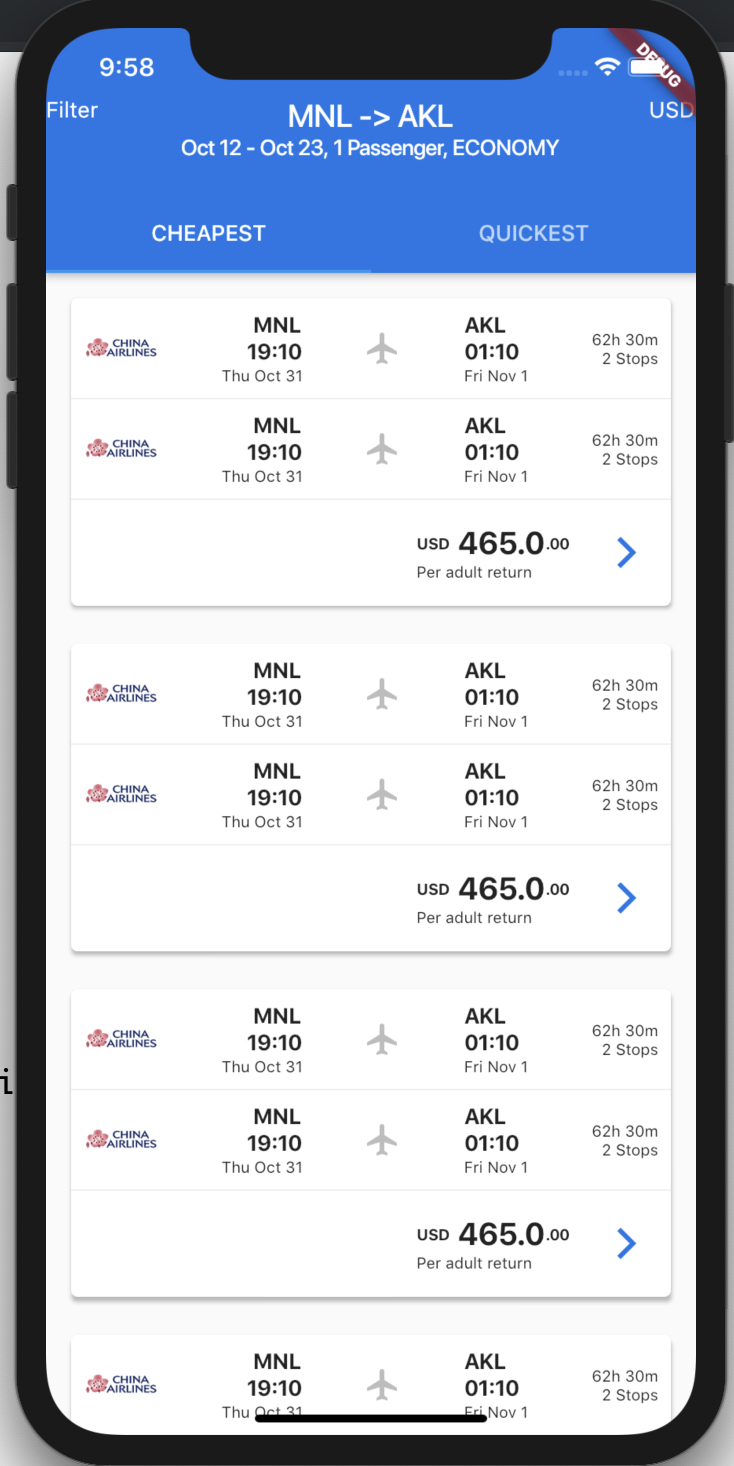 9:58
DEBUG
Filter
MNL -> AKL
USD
Oct 12 - Oct 23, 1 Passenger, ECONOMY
CHEAPEST QUICKEST
CHINA AIRLINES
MNL
19:10
Thu Oct 31
AKL
01:10
Fri Nov 1
62h 30m
2 Stops
CHINA AIRLINES
MNL
19:10
Thu Oct 31
AKL
01:10
Fri Nov 1
62h 30m
2 Stops
USD 465.0.00
Per adult return
CHINA AIRLINES
MNL
19:10
Thu Oct 31
AKL
01:10
Fri Nov 1
62h 30m
2 Stops
CHINA AIRLINES
MNL
19:10
Thu Oct 31
AKL
01:10
Fri Nov 1
62h 30m
2 Stops
USD 465.0.00
Per adult return
CHINA AIRLINES
MNL
19:10
Thu Oct 31
AKL
01:10
Fri Nov 1
62h 30m
2 Stops
CHINA AIRLINES
MNL
19:10
Thu Oct 31
AKL
01:10
Fri Nov 1
62h 30m
2 Stops
USD 465.0.00
Per adult return
i
CHINA AIRLINES
MNL
19:10
Thu Oct 31
AKL
01:10
Fri Nov 1
62h 30m
2 Stops